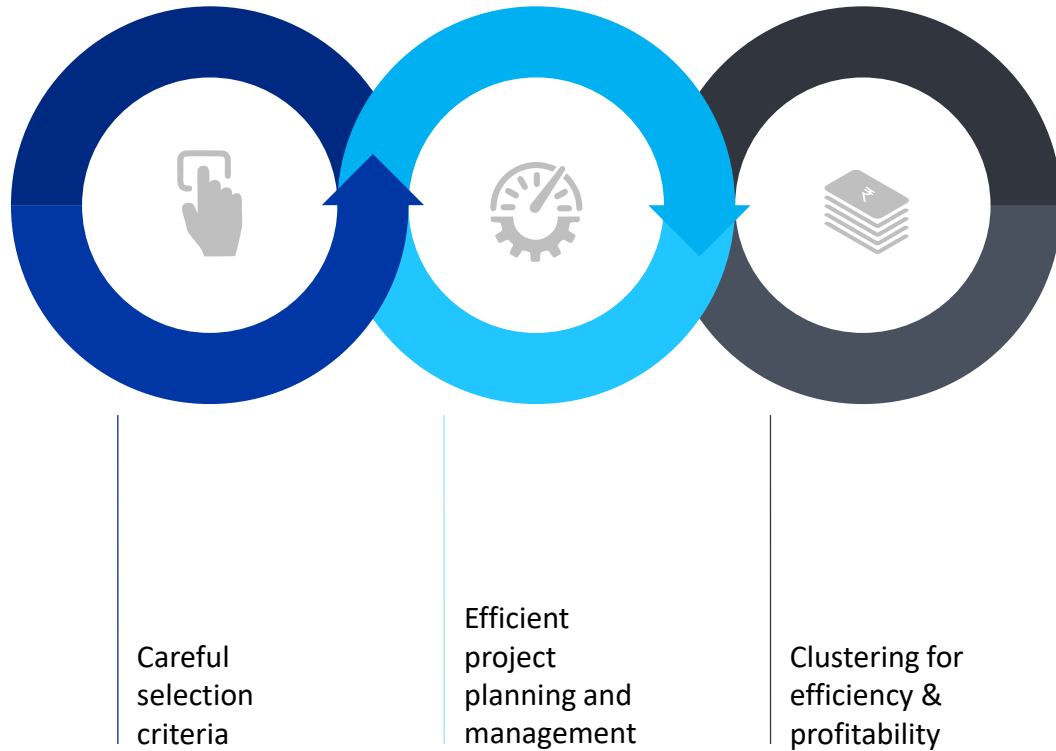 Careful
selection
criteria
Efficient
project
planning and
management
Clustering for
efficiency &
profitability